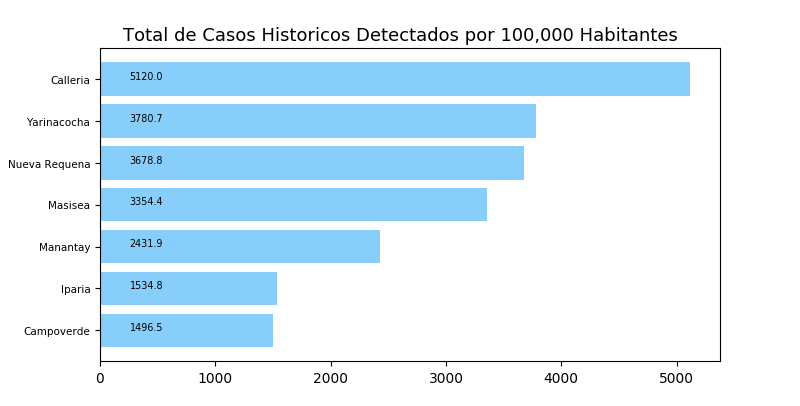 Total de Casos Historicos Detectados por 100,000 Habitantes
Calleria 5120.0
Yarinacocha 3780.7
Nueva Requena 3678.8
Masisea 3354.4
Manantay 2431.9
Iparia 1534.8
Campoverde 1496.5
0 1000 2000 3000 4000 5000